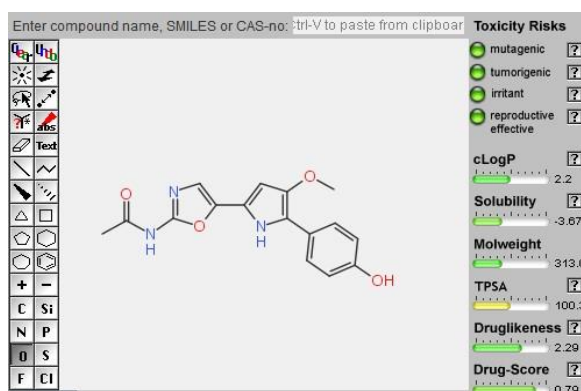 Enter compound name, SMILES or CAS-no: Ctrl-V to paste from clipboar
Toxicity Risks
mutagenic ?
tumorigenic ?
irritant ?
reproductive ?
effective
cLogP ?
2.2
Solubility ?
-3.67
Molweight ?
313.0
TPSA ?
100.3
Druglikeness ?
2.29
Drug-Score ?
0.79
abs
Text
+ −
C Si
N P
O S
F Cl
O
N
H
N
O
N
H
O
OH